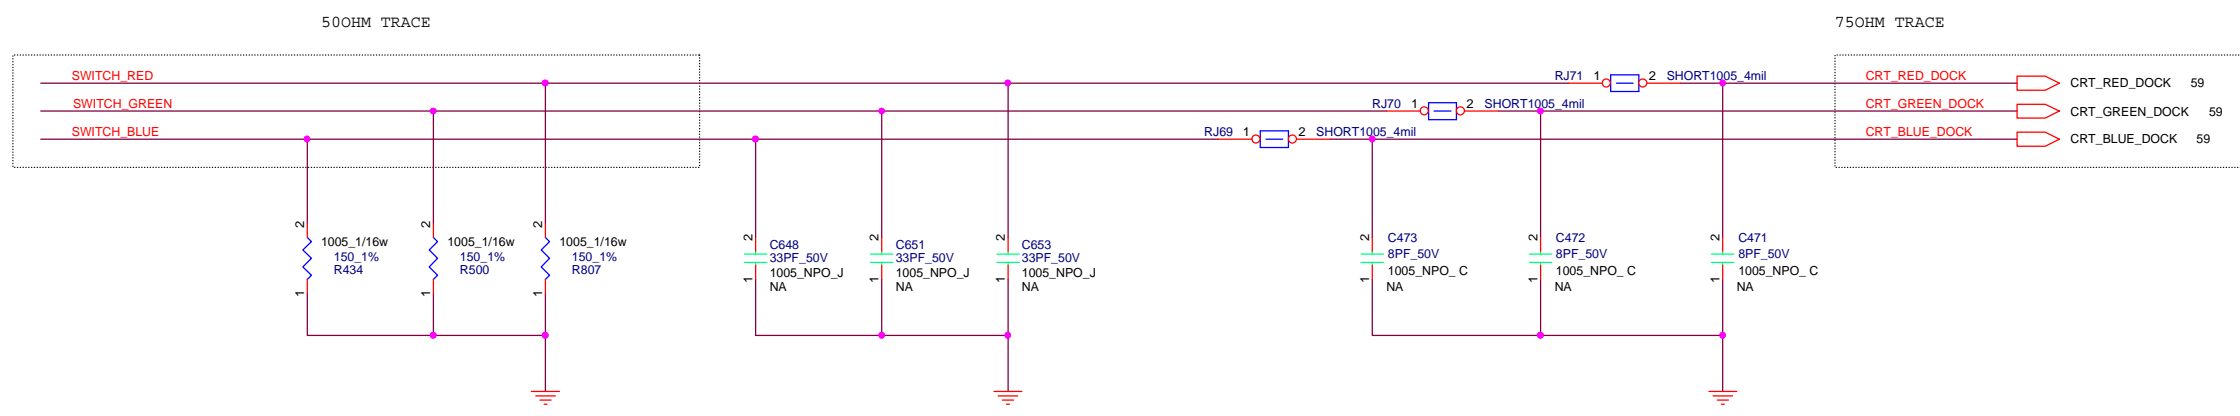 50OHM TRACE
75OHM TRACE
SWITCH_RED
RJ71 1 2 SHORT1005_4mil
CRT_RED_DOCK
CRT_RED_DOCK 59
SWITCH_GREEN
RJ70 1 2 SHORT1005_4mil
CRT_GREEN_DOCK
CRT_GREEN_DOCK 59
SWITCH_BLUE
RJ69 1 2 SHORT1005_4mil
CRT_BLUE_DOCK
CRT_BLUE_DOCK 59
2
1005_1/16w
150_1%
R434
1
2
1005_1/16w
150_1%
R500
1
2
1005_1/16w
150_1%
R807
1
2
C648
33PF_50V
1005_NPO_J
NA
1
2
C651
33PF_50V
1005_NPO_J
NA
1
2
C653
33PF_50V
1005_NPO_J
NA
1
2
C473
8PF_50V
1005_NPO_ C
NA
1
2
C472
8PF_50V
1005_NPO_ C
NA
1
2
C471
8PF_50V
1005_NPO_ C
NA
1